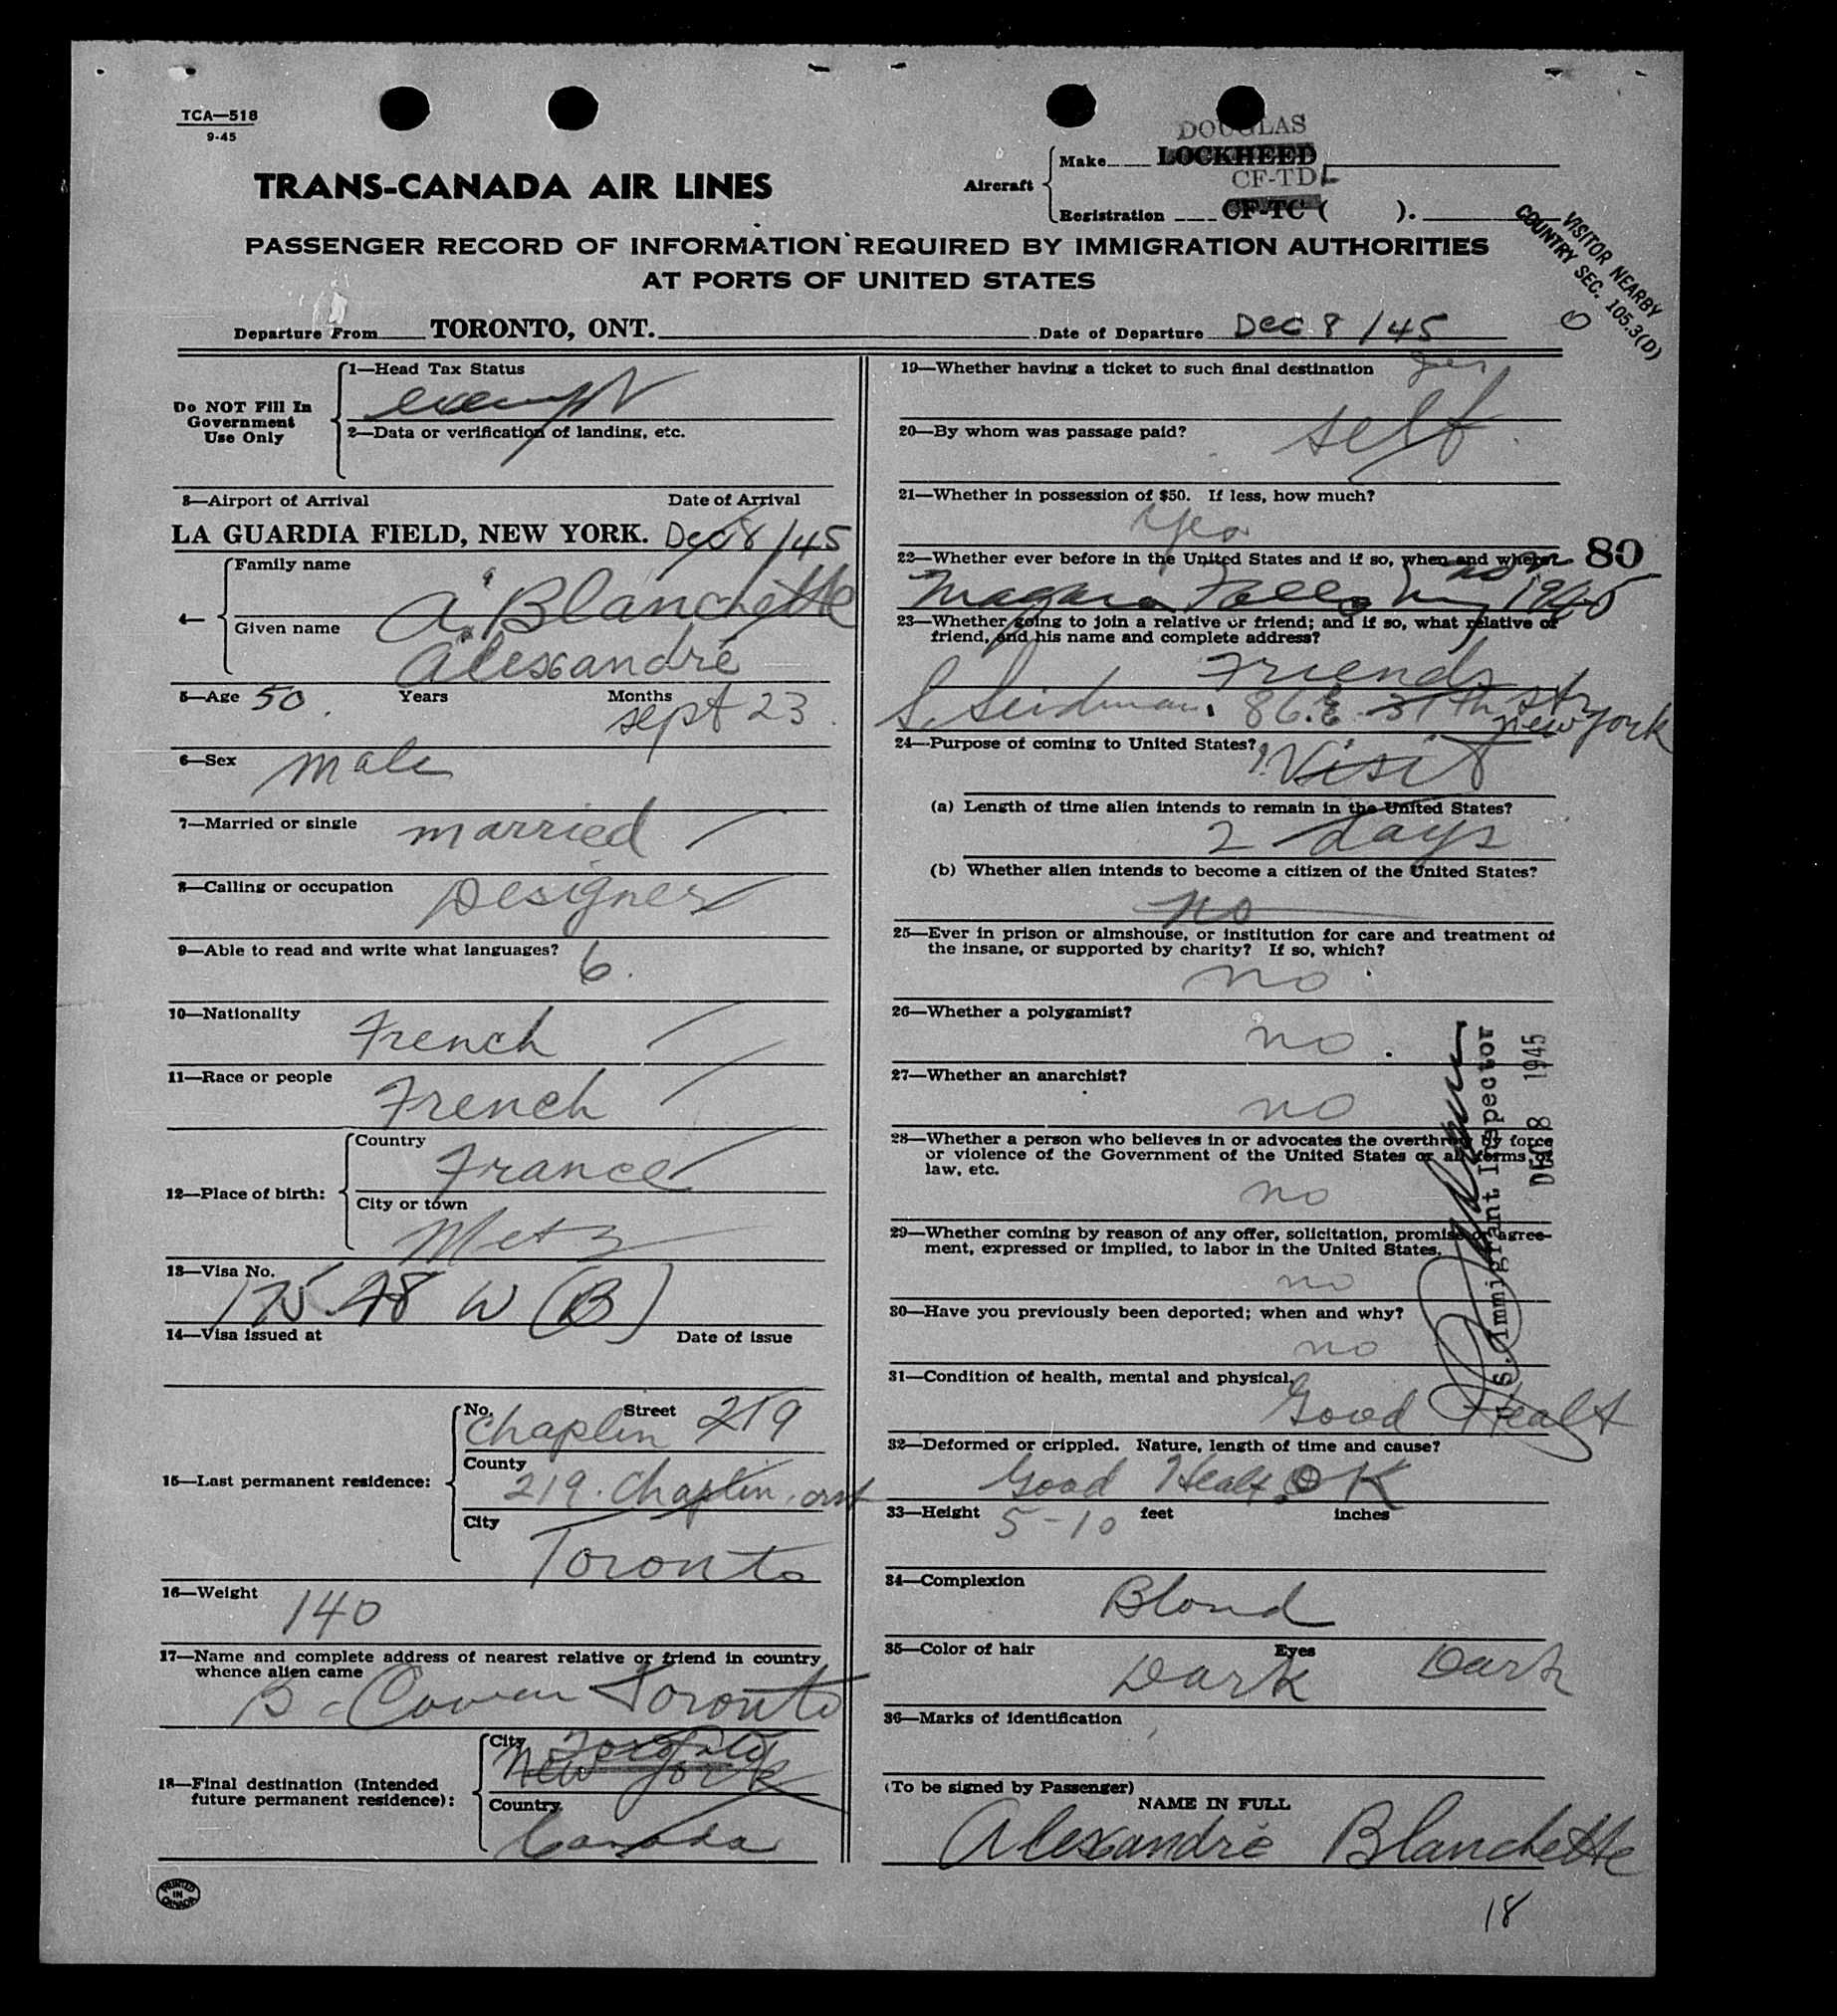 TCA—518
9-45
DOUGLAS
Aircraft
Make LOCKHEED
CF-TDL
Registration CF-TC ( ).
TRANS-CANADA AIR LINES
VISITOR NEARBY
COUNTRY SEC. 105.3(D)
PASSENGER RECORD OF INFORMATION REQUIRED BY IMMIGRATION AUTHORITIES
AT PORTS OF UNITED STATES
Departure From TORONTO, ONT. Date of Departure Dec 8 /45
Do NOT Fill In
Government
Use Only
1—Head Tax Status
exempt
2—Data or verification of landing, etc.
3—Airport of Arrival Date of Arrival
LA GUARDIA FIELD, NEW YORK. Dec 8 /45
4—
Family name
A. Blanchette
Given name
Alexandre
5—Age 50 Years Months
sept 23
6—Sex male
7—Married or single married
8—Calling or occupation Designer
9—Able to read and write what languages? 6.
10—Nationality
French
11—Race or people
French
12—Place of birth:
Country
France
City or town
Metz
13—Visa No.
W (B)
14—Visa issued at Date of issue
15—Last permanent residence:
No. Street
Chaplin 219
County
219. Chaplin
City
Toronto
16—Weight
140
17—Name and complete address of nearest relative or friend in country
whence alien came
Toronto
18—Final destination (Intended
future permanent residence):
City Toronto
New York
Country
Canada
PRINTED
IN
CANADA
19—Whether having a ticket to such final destination yes
20—By whom was passage paid? self
21—Whether in possession of $50. If less, how much?
yes
22—Whether ever before in the United States and if so, when and where? 80
Niagara Falls 1945
23—Whether going to join a relative or friend; and if so, what relative or
friend, and his name and complete address?
Friends
S. Seidman. 86. E. 31th str
New York
24—Purpose of coming to United States? Visit
(a) Length of time alien intends to remain in the United States?
2 days
(b) Whether alien intends to become a citizen of the United States?
no
25—Ever in prison or almshouse, or institution for care and treatment of
the insane, or supported by charity? If so, which?
no.
26—Whether a polygamist?
no.
27—Whether an anarchist?
no
28—Whether a person who believes in or advocates the overthrow by force
or violence of the Government of the United States or all forms of
law, etc.
no
29—Whether coming by reason of any offer, solicitation, promise or agree-
ment, expressed or implied, to labor in the United States.
no
30—Have you previously been deported; when and why?
no
31—Condition of health, mental and physical.
Good Healt
32—Deformed or crippled. Nature, length of time and cause?
Good Healt. OK
33—Height 5-10 feet inches
34—Complexion
Blond
35—Color of hair Dark Eyes Dark
36—Marks of identification
(To be signed by Passenger)
NAME IN FULL
Alexandre Blanchette
S. Immigrant Inspector
DEC 8 1945
18